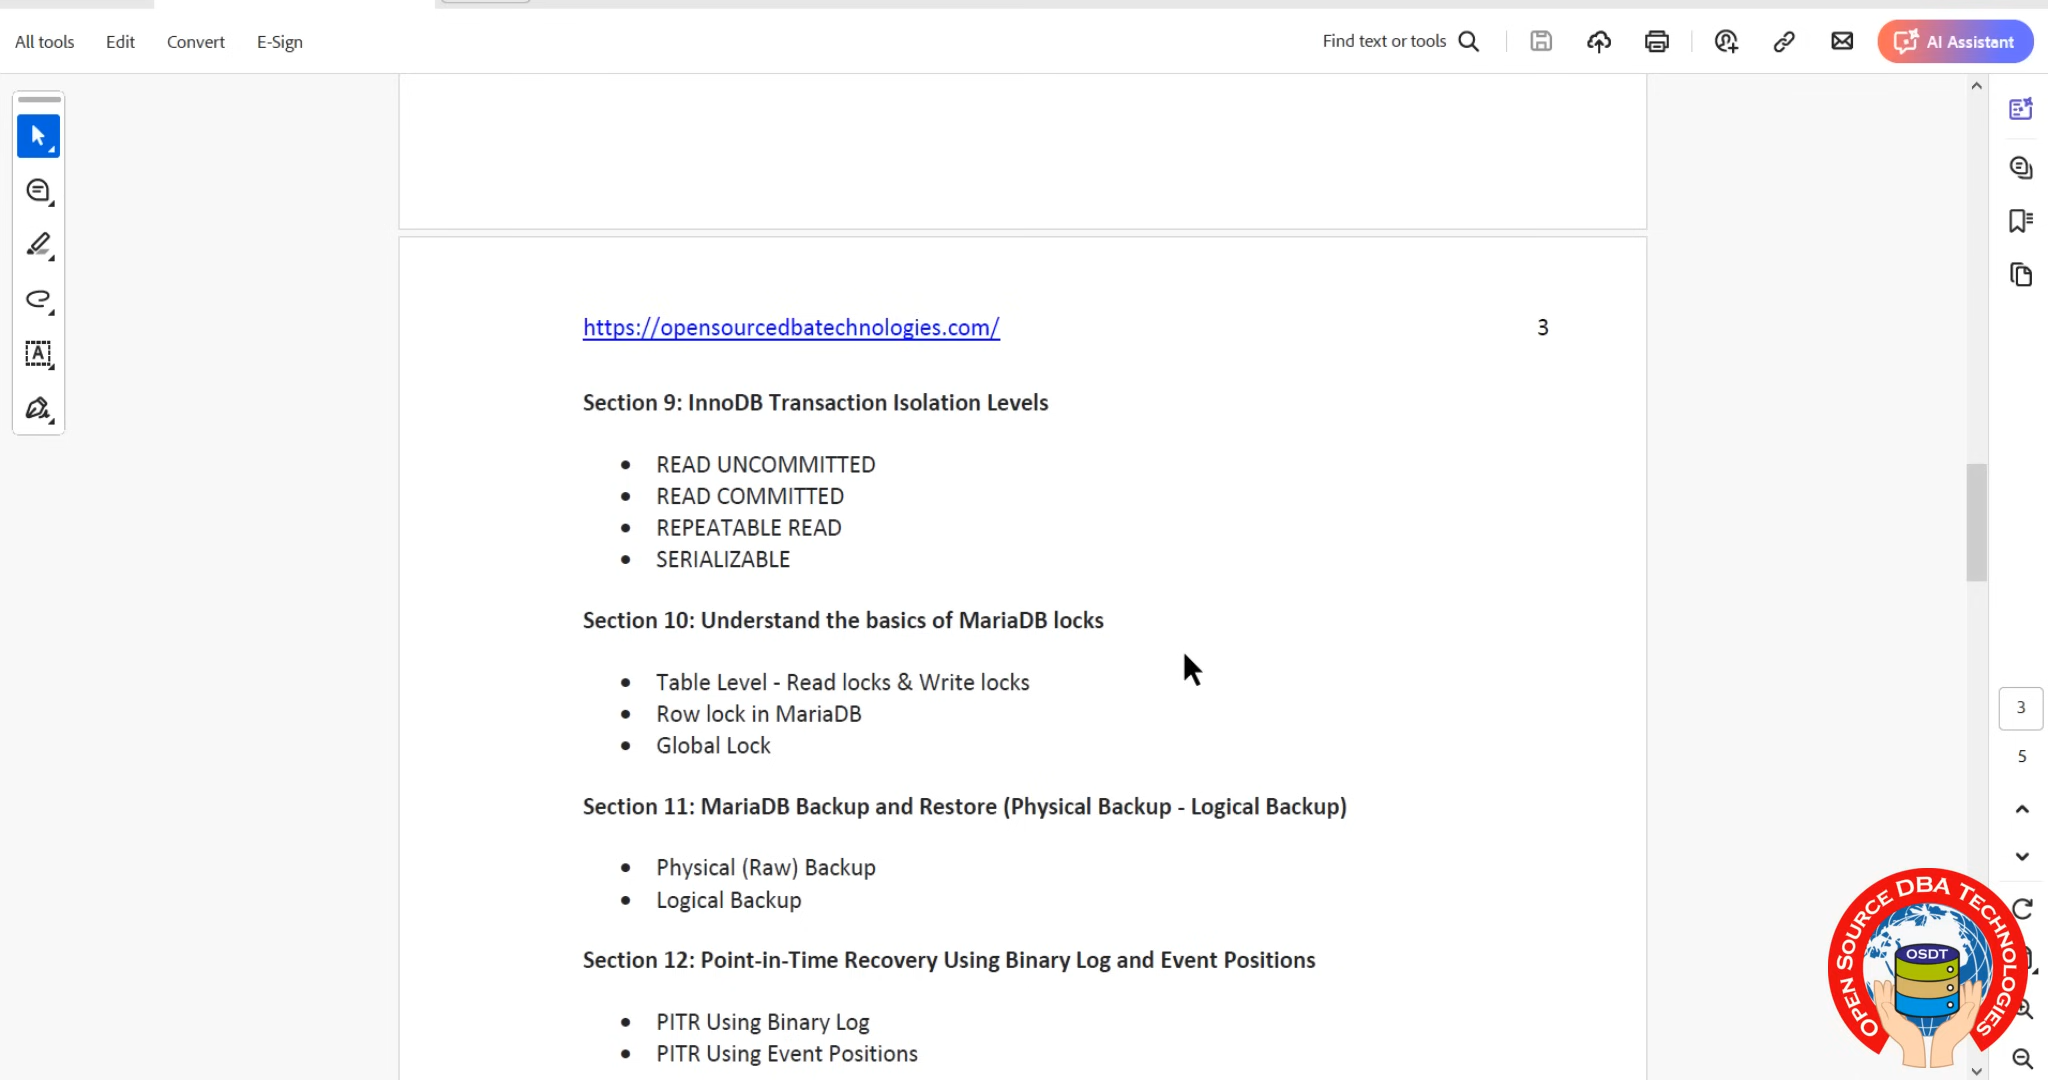 All tools Edit Convert E-Sign Find text or tools AI Assistant
https://opensourcedbatechnologies.com/ 3
Section 9: InnoDB Transaction Isolation Levels
• READ UNCOMMITTED
• READ COMMITTED
• REPEATABLE READ
• SERIALIZABLE
Section 10: Understand the basics of MariaDB locks
• Table Level - Read locks & Write locks
• Row lock in MariaDB
• Global Lock
Section 11: MariaDB Backup and Restore (Physical Backup - Logical Backup)
• Physical (Raw) Backup
• Logical Backup
Section 12: Point-in-Time Recovery Using Binary Log and Event Positions
• PITR Using Binary Log
• PITR Using Event Positions
3
5
OPEN SOURCE DBA TECHNOLOGIES
OSDT